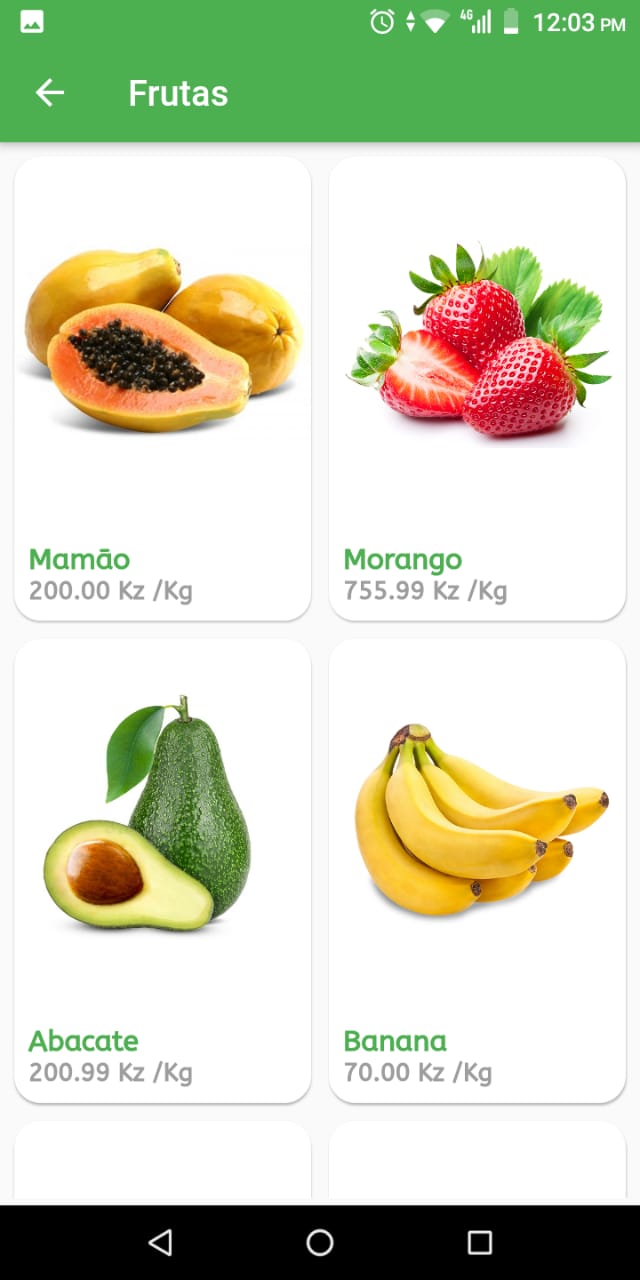 4G 12:03 PM
Frutas
Mamão
200.00 Kz /Kg
Morango
755.99 Kz /Kg
Abacate
200.99 Kz /Kg
Banana
70.00 Kz /Kg